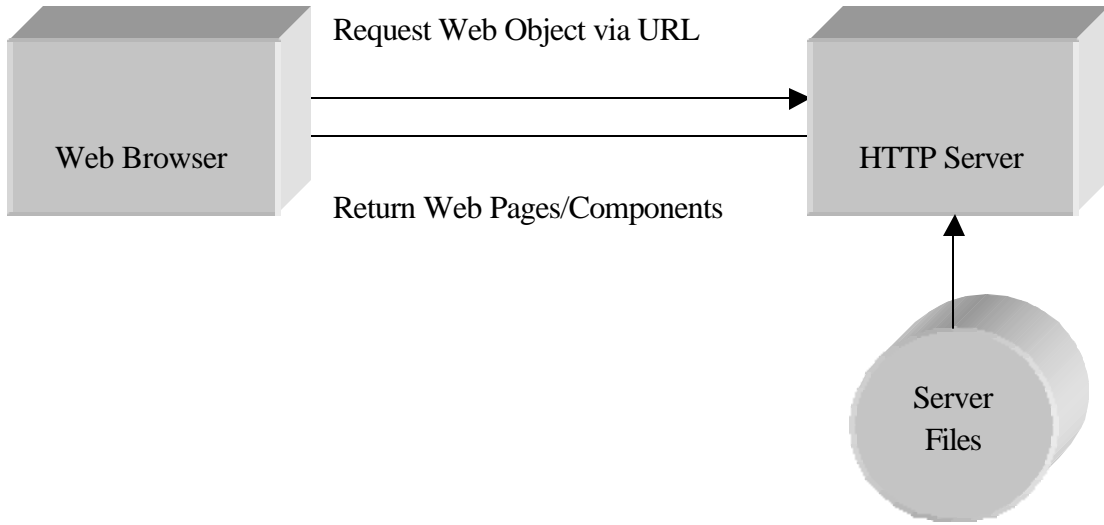 Request Web Object via URL
Web Browser
HTTP Server
Return Web Pages/Components
Server
Files